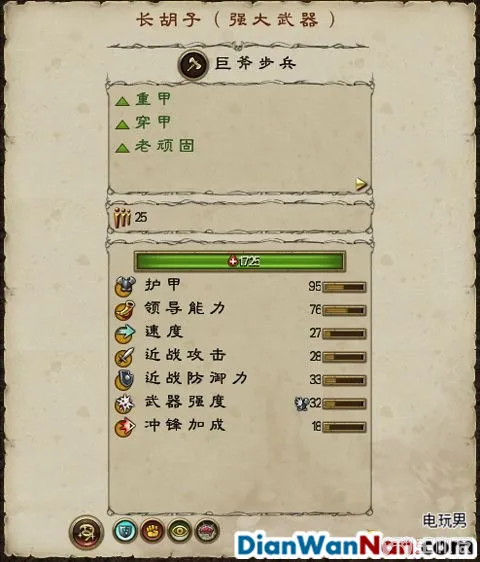 长胡子（强大武器）
巨斧步兵
重甲
穿甲
老顽固
25
1725
护甲 95
领导能力 76
速度 27
近战攻击 28
近战防御力 33
武器强度 32
冲锋加成 18
电玩男
DianWanNan.com